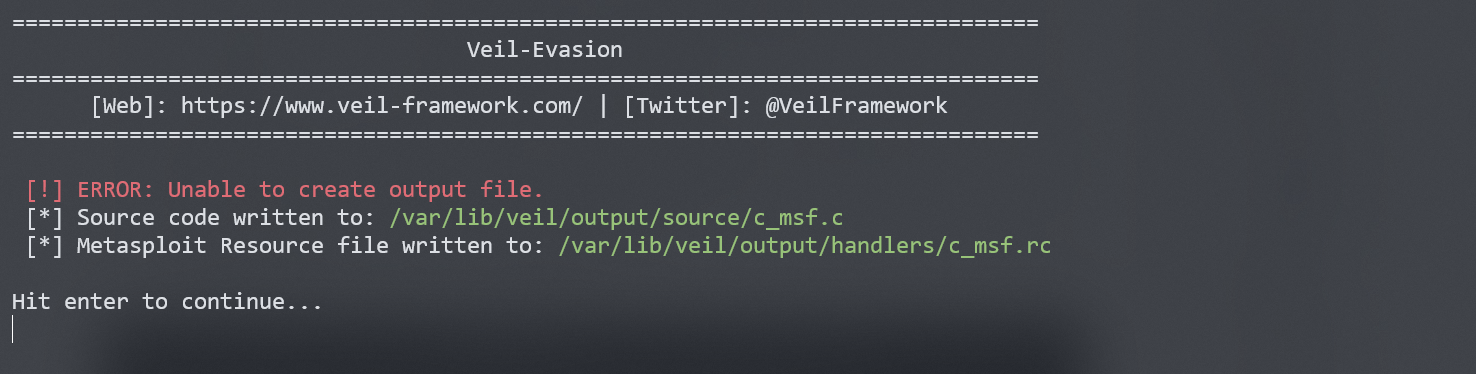 ===============================================================================
Veil-Evasion
===============================================================================
[Web]: https://www.veil-framework.com/ | [Twitter]: @VeilFramework
===============================================================================
[!] ERROR: Unable to create output file.
[*] Source code written to: /var/lib/veil/output/source/c_msf.c
[*] Metasploit Resource file written to: /var/lib/veil/output/handlers/c_msf.rc
Hit enter to continue...